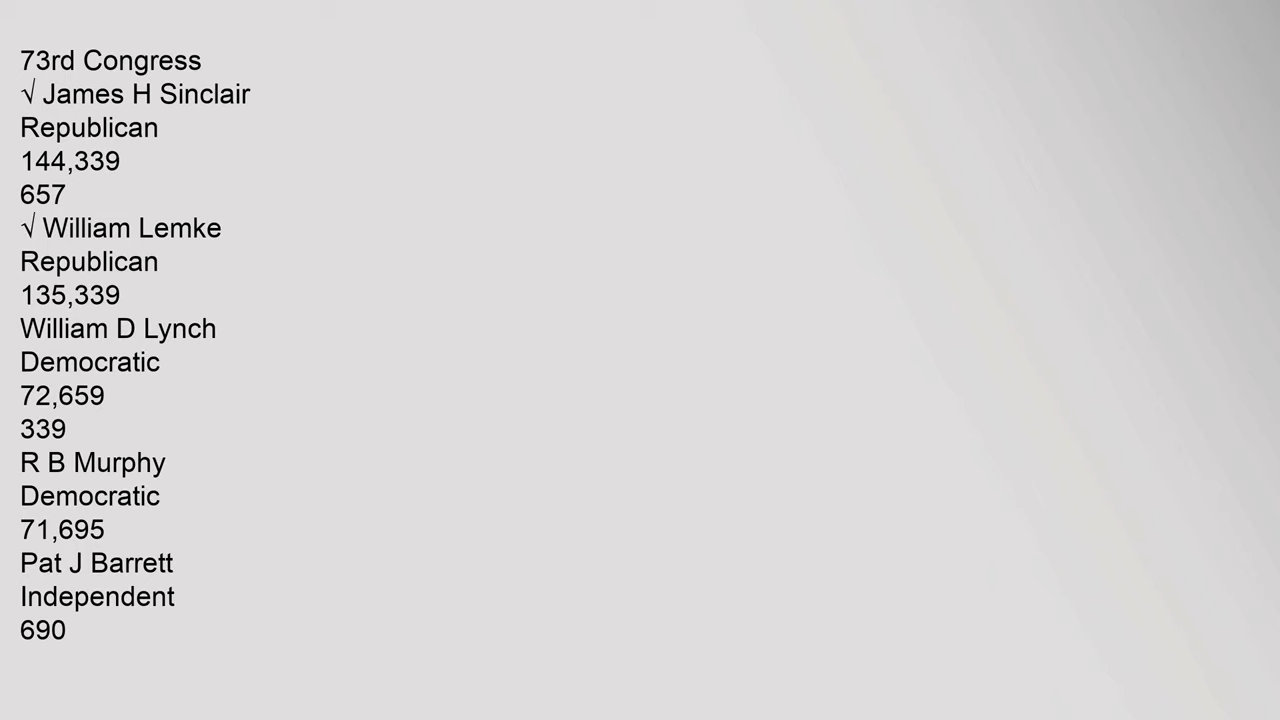 73rd Congress
√ James H Sinclair
Republican
144,339
657
√ William Lemke
Republican
135,339
William D Lynch
Democratic
72,659
339
R B Murphy
Democratic
71,695
Pat J Barrett
Independent
690